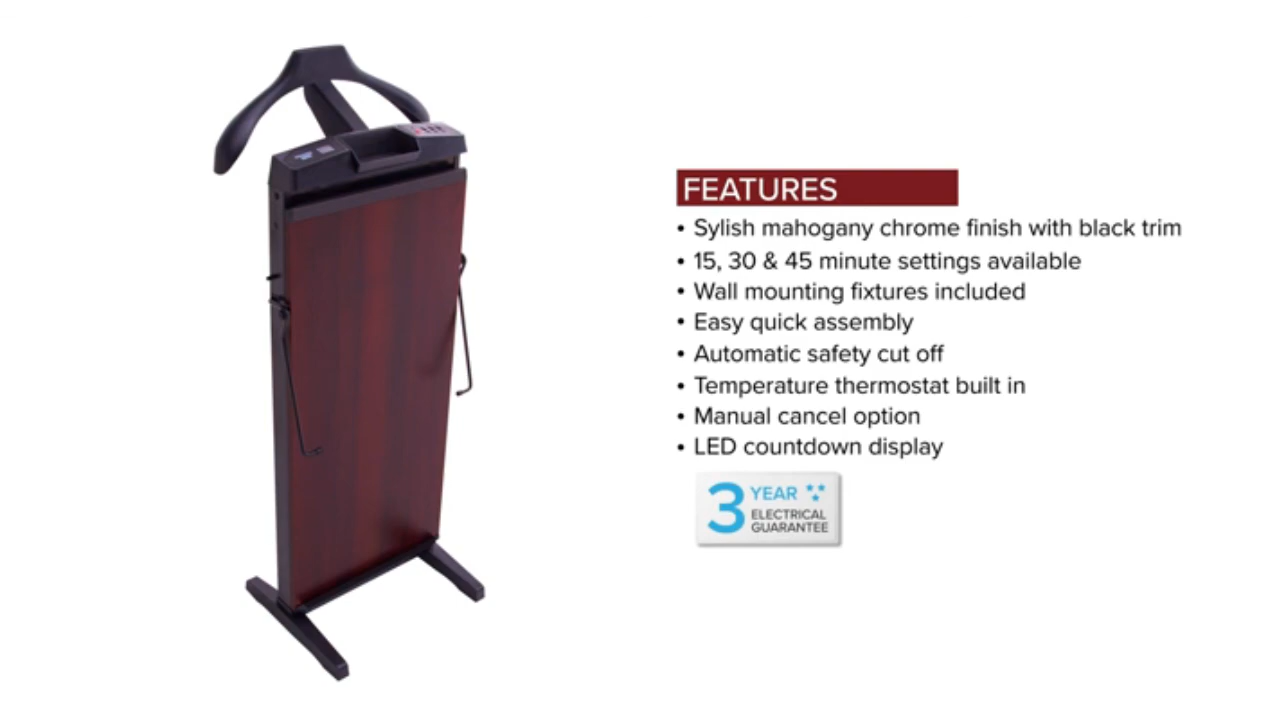 FEATURES
• Sylish mahogany chrome finish with black trim
• 15, 30 & 45 minute settings available
• Wall mounting fixtures included
• Easy quick assembly
• Automatic safety cut off
• Temperature thermostat built in
• Manual cancel option
• LED countdown display
3 YEAR
ELECTRICAL
GUARANTEE